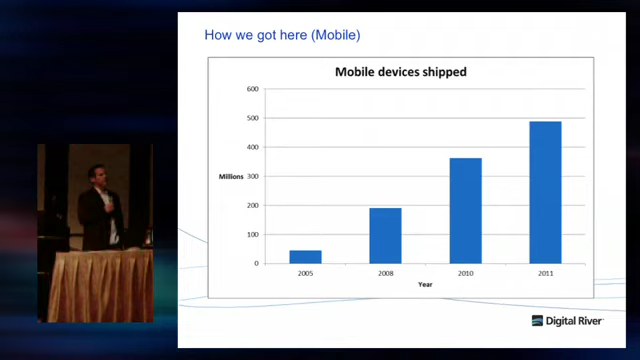 How we got here (Mobile)
Mobile devices shipped
600
500
400
Millions 300
200
100
0
2005 2008 2010 2011
Year
Digital River